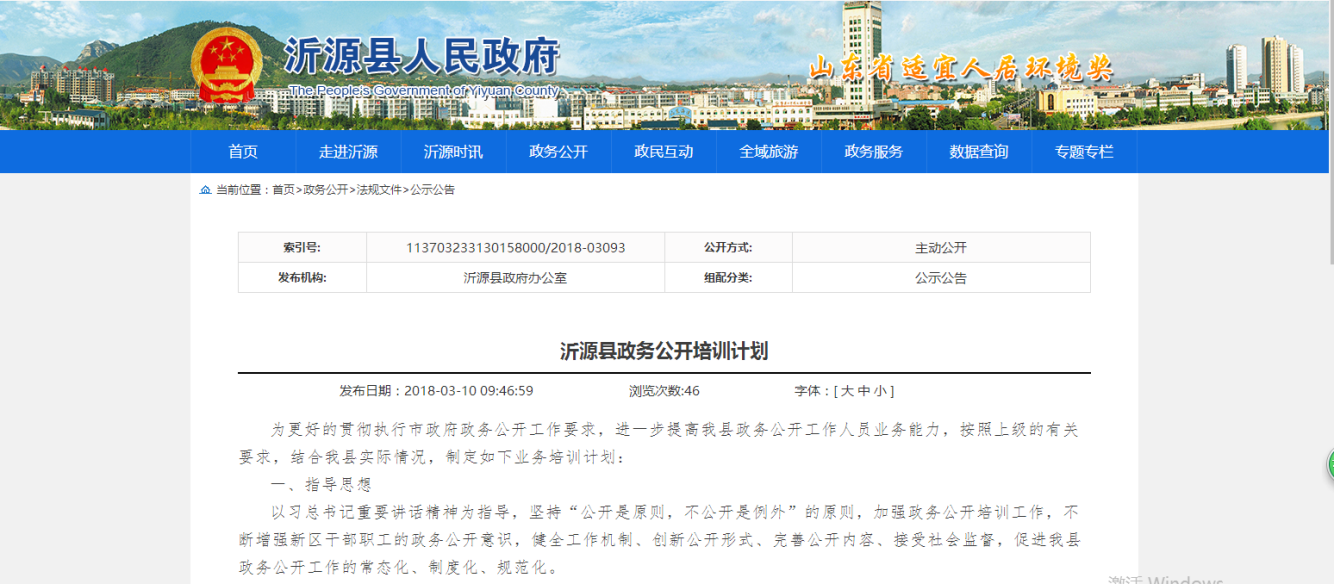 沂源县人民政府
The People's Government of Yiyuan County
山东省适宜人居环境奖
首页 走进沂源 沂源时讯 政务公开 政民互动 全域旅游 政务服务 数据查询 专题专栏
当前位置：首页>政务公开>法规文件>公示公告
索引号: 113703233130158000/2018-03093 公开方式: 主动公开
发布机构: 沂源县政府办公室 组配分类: 公示公告
沂源县政务公开培训计划
发布日期：2018-03-10 09:46:59 浏览次数:46 字体：[ 大 中 小 ]
为更好的贯彻执行市政府政务公开工作要求，进一步提高我县政务公开工作人员业务能力，按照上级的有关
要求，结合我县实际情况，制定如下业务培训计划：
一、指导思想
以习总书记重要讲话精神为指导，坚持“公开是原则，不公开是例外”的原则，加强政务公开培训工作，不
断增强新区干部职工的政务公开意识，健全工作机制、创新公开形式、完善公开内容、接受社会监督，促进我县
政务公开工作的常态化、制度化、规范化。
激活 Windows